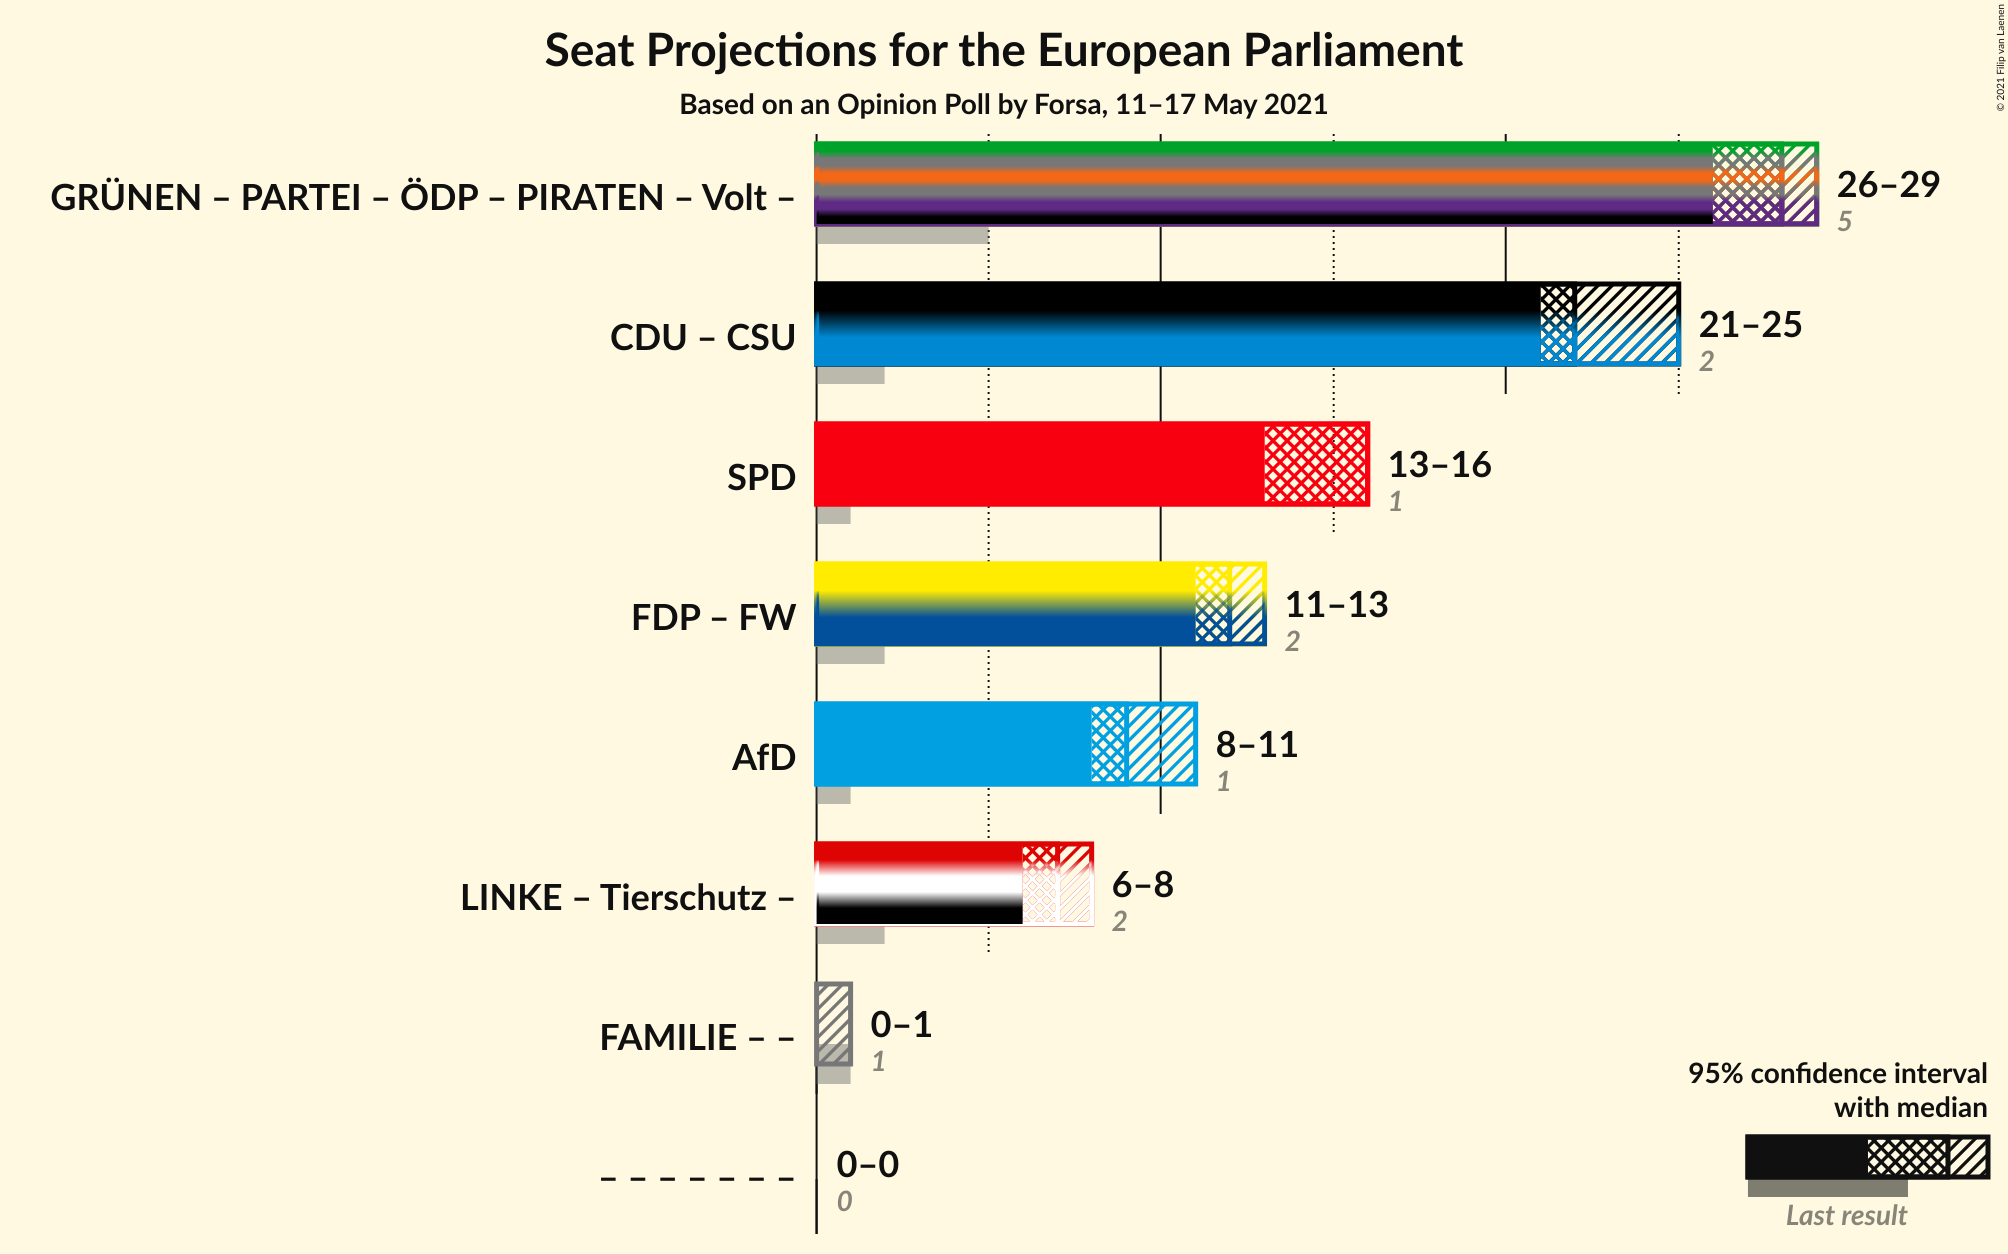 Seat Projections for the European Parliament
Based on an Opinion Poll by Forsa, 11–17 May 2021
© 2021 Filip van Laenen
GRÜNEN – PARTEI – ÖDP – PIRATEN – Volt –
26–29
5
CDU – CSU
21–25
2
SPD
13–16
1
FDP – FW
11–13
2
AfD
8–11
1
LINKE – Tierschutz –
6–8
2
FAMILIE – –
0–1
1
– – – – – – –
0–0
0
95% confidence interval
with median
Last result